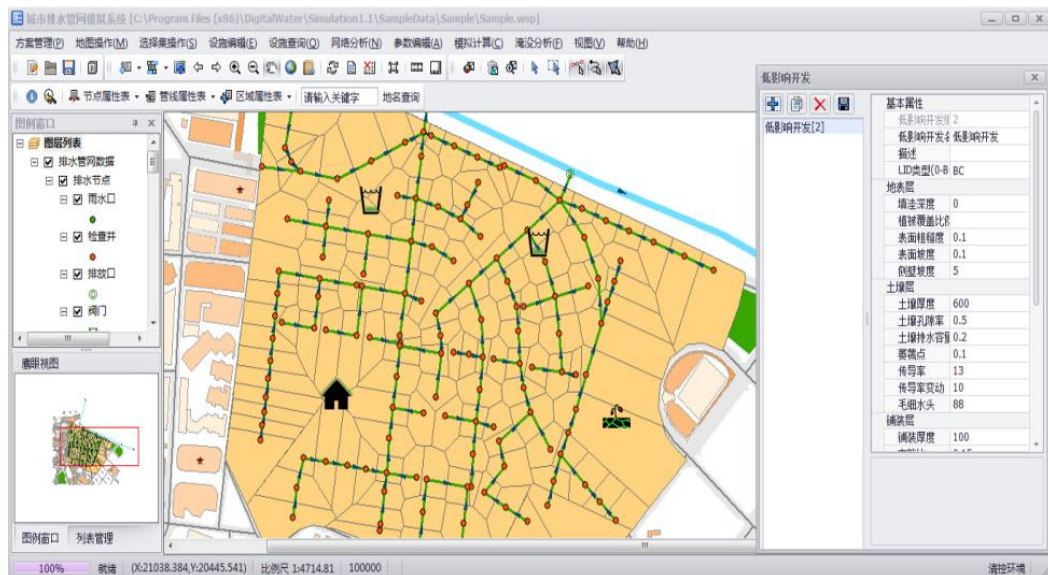 城市排水管网模拟系统 [C:\Program Files (x86)\DigitalWater\Simulation1.1\SampleData\Sample\Sample.wsp]
方案管理(P) 地图操作(M) 选择集操作(S) 设施编辑(E) 设施查询(Q) 网络分析(N) 参数编辑(A) 模拟计算(C) 淹没分析(F) 视图(V) 帮助(H)
节点属性表 管线属性表 区域属性表 请输入关键字 地名查询
图例窗口
图层列表
排水管网数据
排水节点
雨水口
检查井
排放口
阀门
鹰眼视图
图例窗口 列表管理
低影响开发
低影响开发[2]
基本属性
低影响开发 2
低影响开发名 低影响开发
描述
LID类型(0-B BC
地表层
填洼深度 0
植被覆盖比
表面粗糙度 0.1
表面坡度 0.1
侧壁坡度 5
土壤层
土壤厚度 600
土壤孔隙率 0.5
土壤持水容量 0.2
萎蔫点 0.1
传导率 13
传导率变动 10
毛细水头 88
铺装层
铺装厚度 100
100% 就绪 (X:21038.384,Y:20445.541) 比例尺 1:4714.81 100000 清控环境